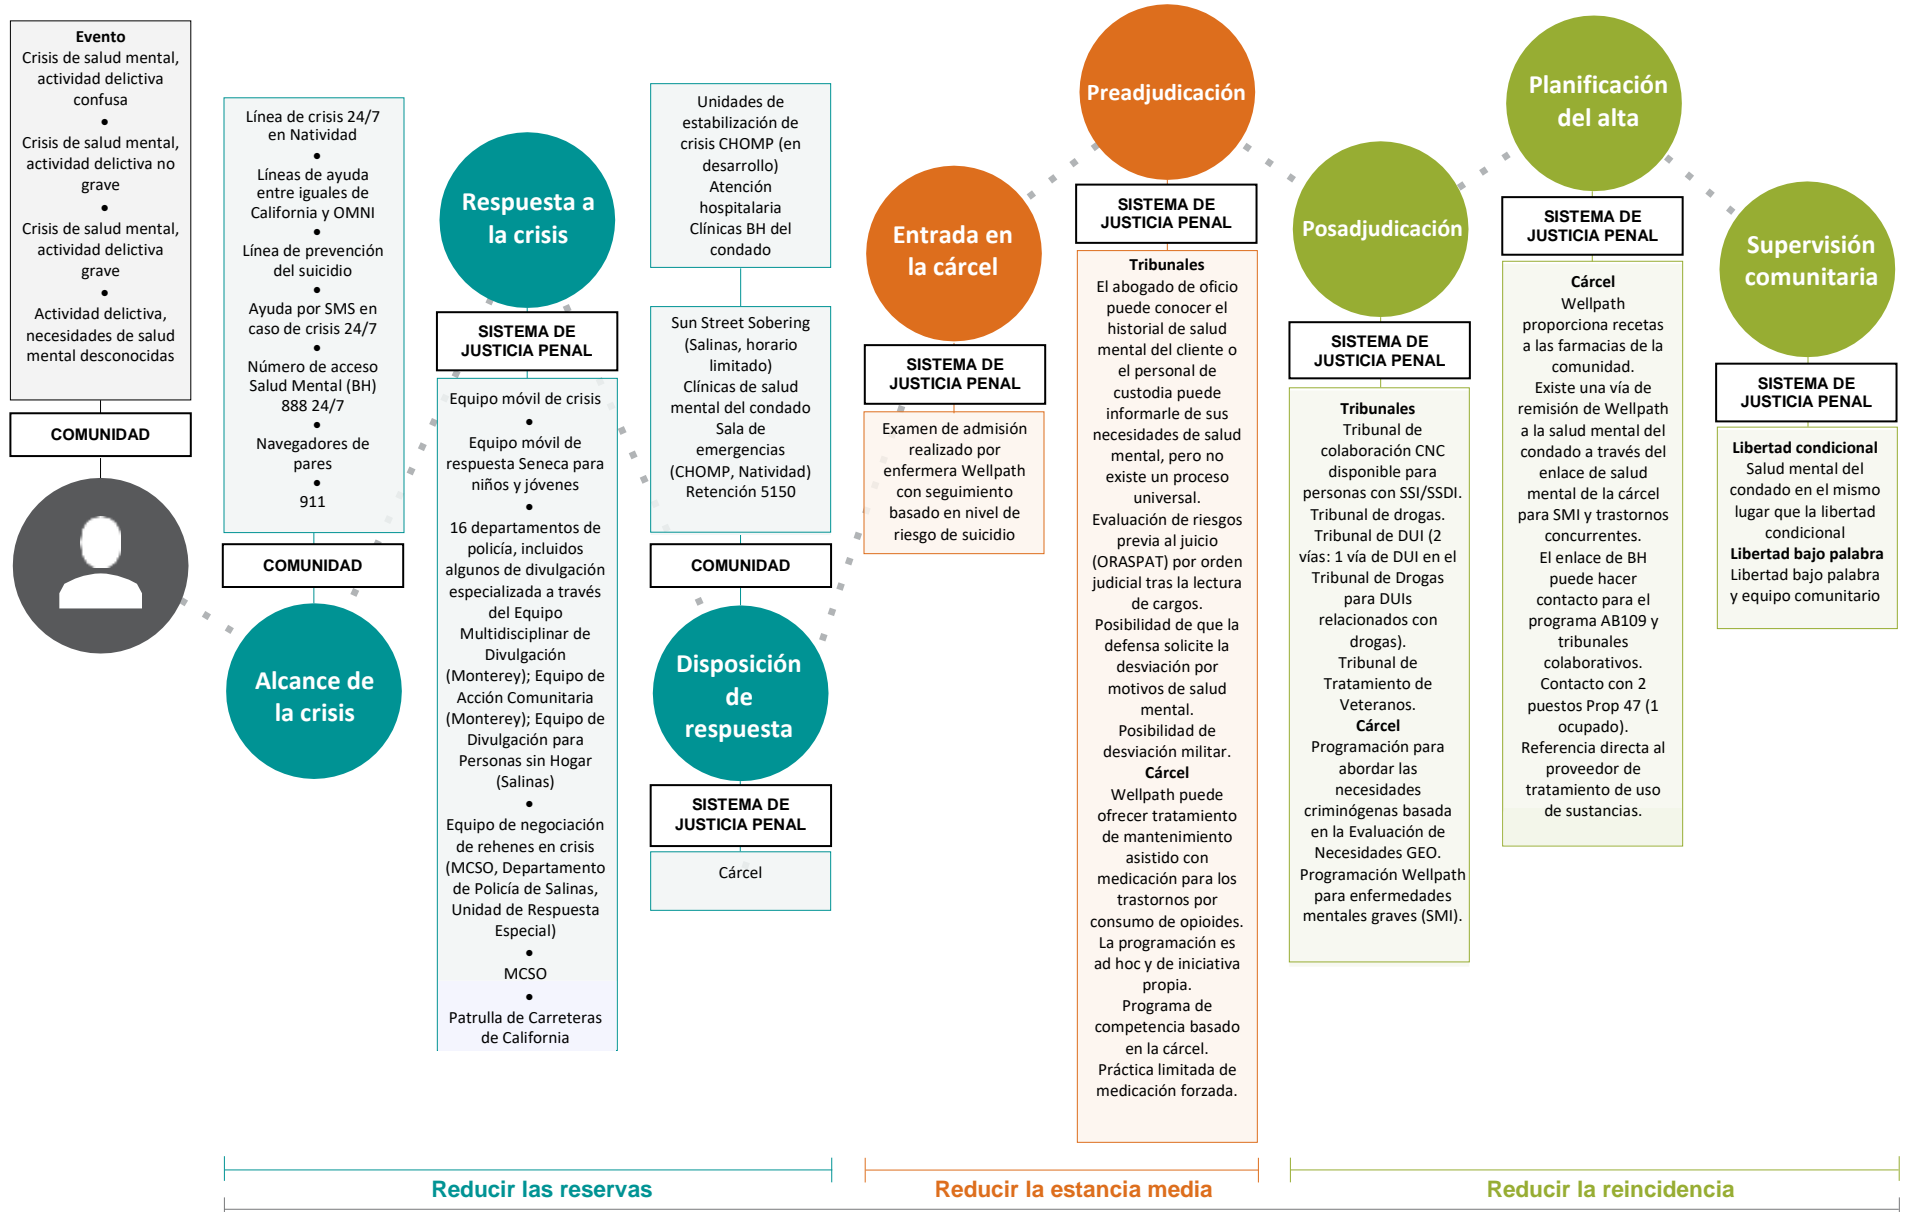 Evento
Crisis de salud mental,
actividad delictiva
confusa
●
Crisis de salud mental,
actividad delictiva no
grave
●
Crisis de salud mental,
actividad delictiva
grave
●
Actividad delictiva,
necesidades de salud
mental desconocidas
COMUNIDAD
Línea de crisis 24/7
en Natividad
●
Líneas de ayuda
entre iguales de
California y OMNI
●
Línea de prevención
del suicidio
●
Ayuda por SMS en
caso de crisis 24/7
●
Número de acceso
Salud Mental (BH)
888 24/7
●
Navegadores de
pares
●
911
COMUNIDAD
Alcance de
la crisis
Respuesta a
la crisis
SISTEMA DE
JUSTICIA PENAL
Equipo móvil de crisis
●
Equipo móvil de
respuesta Seneca para
niños y jóvenes
●
16 departamentos de
policía, incluidos
algunos de divulgación
especializada a través
del Equipo
Multidisciplinar de
Divulgación
(Monterey); Equipo de
Acción Comunitaria
(Monterey); Equipo de
Divulgación para
Personas sin Hogar
(Salinas)
●
Equipo de negociación
de rehenes en crisis
(MCSO, Departamento
de Policía de Salinas,
Unidad de Respuesta
Especial)
●
MCSO
●
Patrulla de Carreteras
de California
Unidades de
estabilización de
crisis CHOMP (en
desarrollo)
Atención
hospitalaria
Clínicas BH del
condado
Sun Street Sobering
(Salinas, horario
limitado)
Clínicas de salud
mental del condado
Sala de
emergencias
(CHOMP, Natividad)
Retención 5150
COMUNIDAD
Disposición
de
respuesta
SISTEMA DE
JUSTICIA PENAL
Cárcel
Entrada en
la cárcel
SISTEMA DE
JUSTICIA PENAL
Examen de admisión
realizado por
enfermera Wellpath
con seguimiento
basado en nivel de
riesgo de suicidio
Preadjudicación
SISTEMA DE
JUSTICIA PENAL
Tribunales
El abogado de oficio
puede conocer el
historial de salud
mental del cliente o
el personal de
custodia puede
informarle de sus
necesidades de salud
mental, pero no
existe un proceso
universal.
Evaluación de riesgos
previa al juicio
(ORASPAT) por orden
judicial tras la lectura
de cargos.
Posibilidad de que la
defensa solicite la
desviación por
motivos de salud
mental.
Posibilidad de
desviación militar.
Cárcel
Wellpath puede
ofrecer tratamiento
de mantenimiento
asistido con
medicación para los
trastornos por
consumo de opioides.
La programación es
ad hoc y de iniciativa
propia.
Programa de
competencia basado
en la cárcel.
Práctica limitada de
medicación forzada.
Posadjudicación
SISTEMA DE
JUSTICIA PENAL
Tribunales
Tribunal de
colaboración CNC
disponible para
personas con SSI/SSDI.
Tribunal de drogas.
Tribunal de DUI (2
vías: 1 vía de DUI en el
Tribunal de Drogas
para DUIs
relacionados con
drogas).
Tribunal de
Tratamiento de
Veteranos.
Cárcel
Programación para
abordar las
necesidades
criminógenas basada
en la Evaluación de
Necesidades GEO.
Programación Wellpath
para enfermedades
mentales graves (SMI).
Planificación
del alta
SISTEMA DE
JUSTICIA PENAL
Cárcel
Wellpath
proporciona recetas
a las farmacias de la
comunidad.
Existe una vía de
remisión de Wellpath
a la salud mental del
condado a través del
enlace de salud
mental de la cárcel
para SMI y trastornos
concurrentes.
El enlace de BH
puede hacer
contacto para el
programa AB109 y
tribunales
colaborativos.
Contacto con 2
puestos Prop 47 (1
ocupado).
Referencia directa al
proveedor de
tratamiento de uso
de sustancias.
Supervisión
comunitaria
SISTEMA DE
JUSTICIA PENAL
Libertad condicional
Salud mental del
condado en el mismo
lugar que la libertad
condicional
Libertad bajo palabra
Libertad bajo palabra
y equipo comunitario
Reducir las reservas
Reducir la estancia media
Reducir la reincidencia